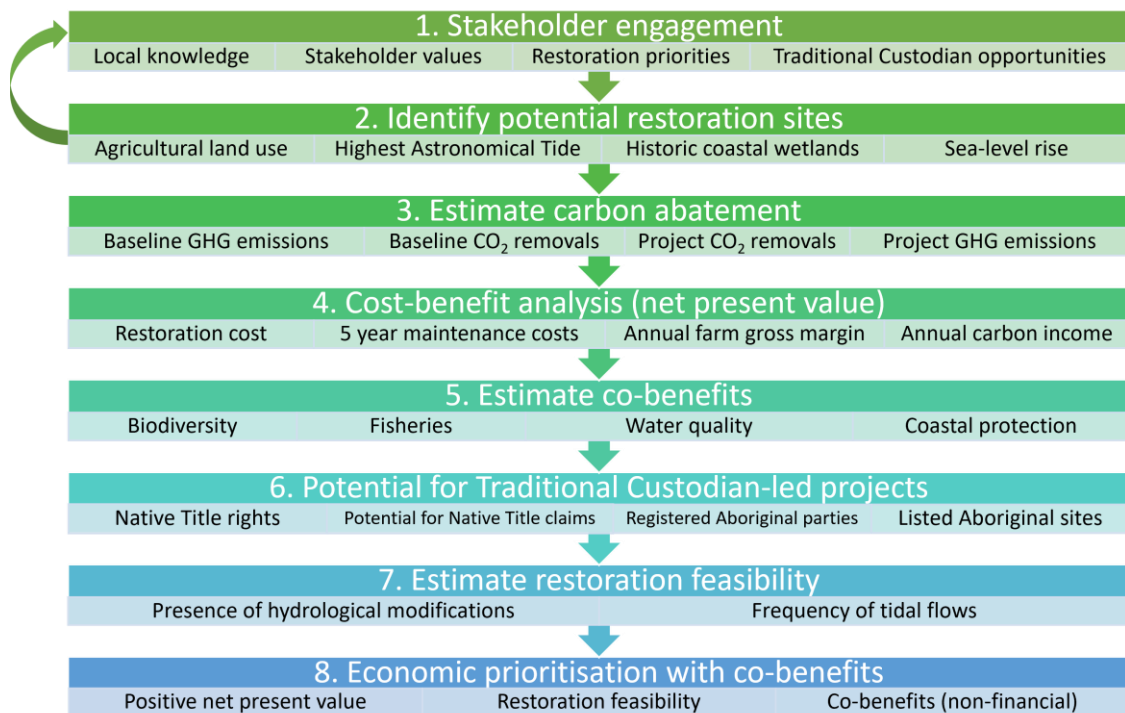 1. Stakeholder engagement
Local knowledge Stakeholder values Restoration priorities Traditional Custodian opportunities
2. Identify potential restoration sites
Agricultural land use Highest Astronomical Tide Historic coastal wetlands Sea-level rise
3. Estimate carbon abatement
Baseline GHG emissions Baseline CO₂ removals Project CO₂ removals Project GHG emissions
4. Cost-benefit analysis (net present value)
Restoration cost 5 year maintenance costs Annual farm gross margin Annual carbon income
5. Estimate co-benefits
Biodiversity Fisheries Water quality Coastal protection
6. Potential for Traditional Custodian-led projects
Native Title rights Potential for Native Title claims Registered Aboriginal parties Listed Aboriginal sites
7. Estimate restoration feasibility
Presence of hydrological modifications Frequency of tidal flows
8. Economic prioritisation with co-benefits
Positive net present value Restoration feasibility Co-benefits (non-financial)